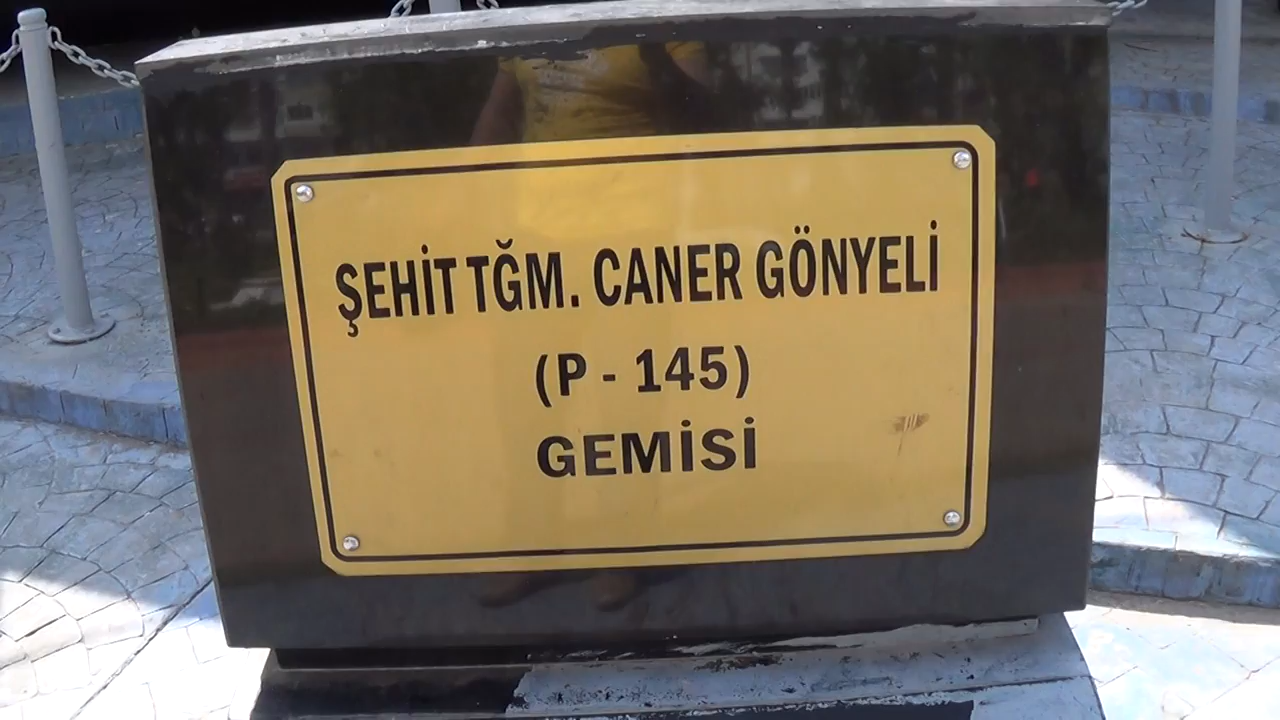 ŞEHİT TĞM. CANER GÖNYELİ
(P - 145)
GEMİSİ